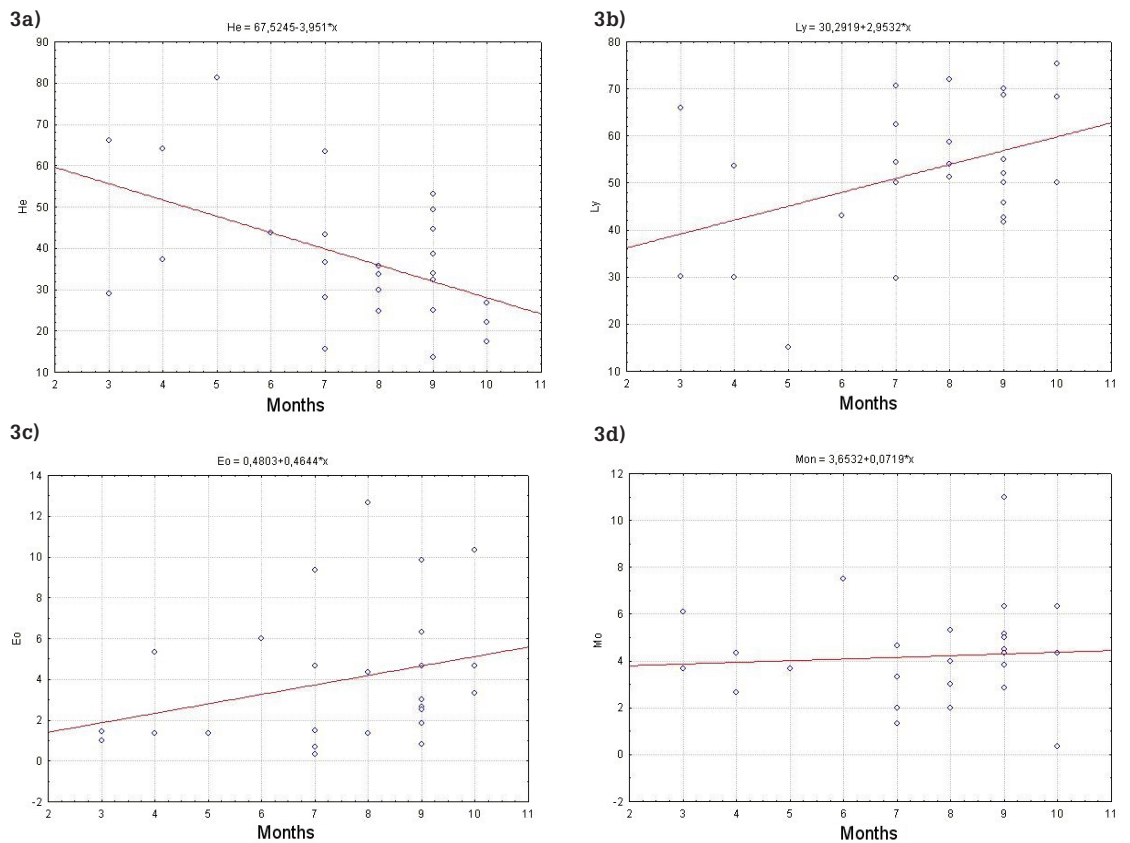 3a)
He = 67,5245-3,951*x
90
80
70
60
50
40
30
20
10
He
2 3 4 5 6 7 8 9 10 11
Months
3b)
Ly = 30,2919+2,9532*x
80
70
60
50
40
30
20
10
Ly
2 3 4 5 6 7 8 9 10 11
Months
3c)
Eo = 0,4803+0,4644*x
14
12
10
8
6
4
2
0
-2
Eo
2 3 4 5 6 7 8 9 10 11
Months
3d)
Mon = 3,6532+0,0719*x
12
10
8
6
4
2
0
-2
Mo
2 3 4 5 6 7 8 9 10 11
Months